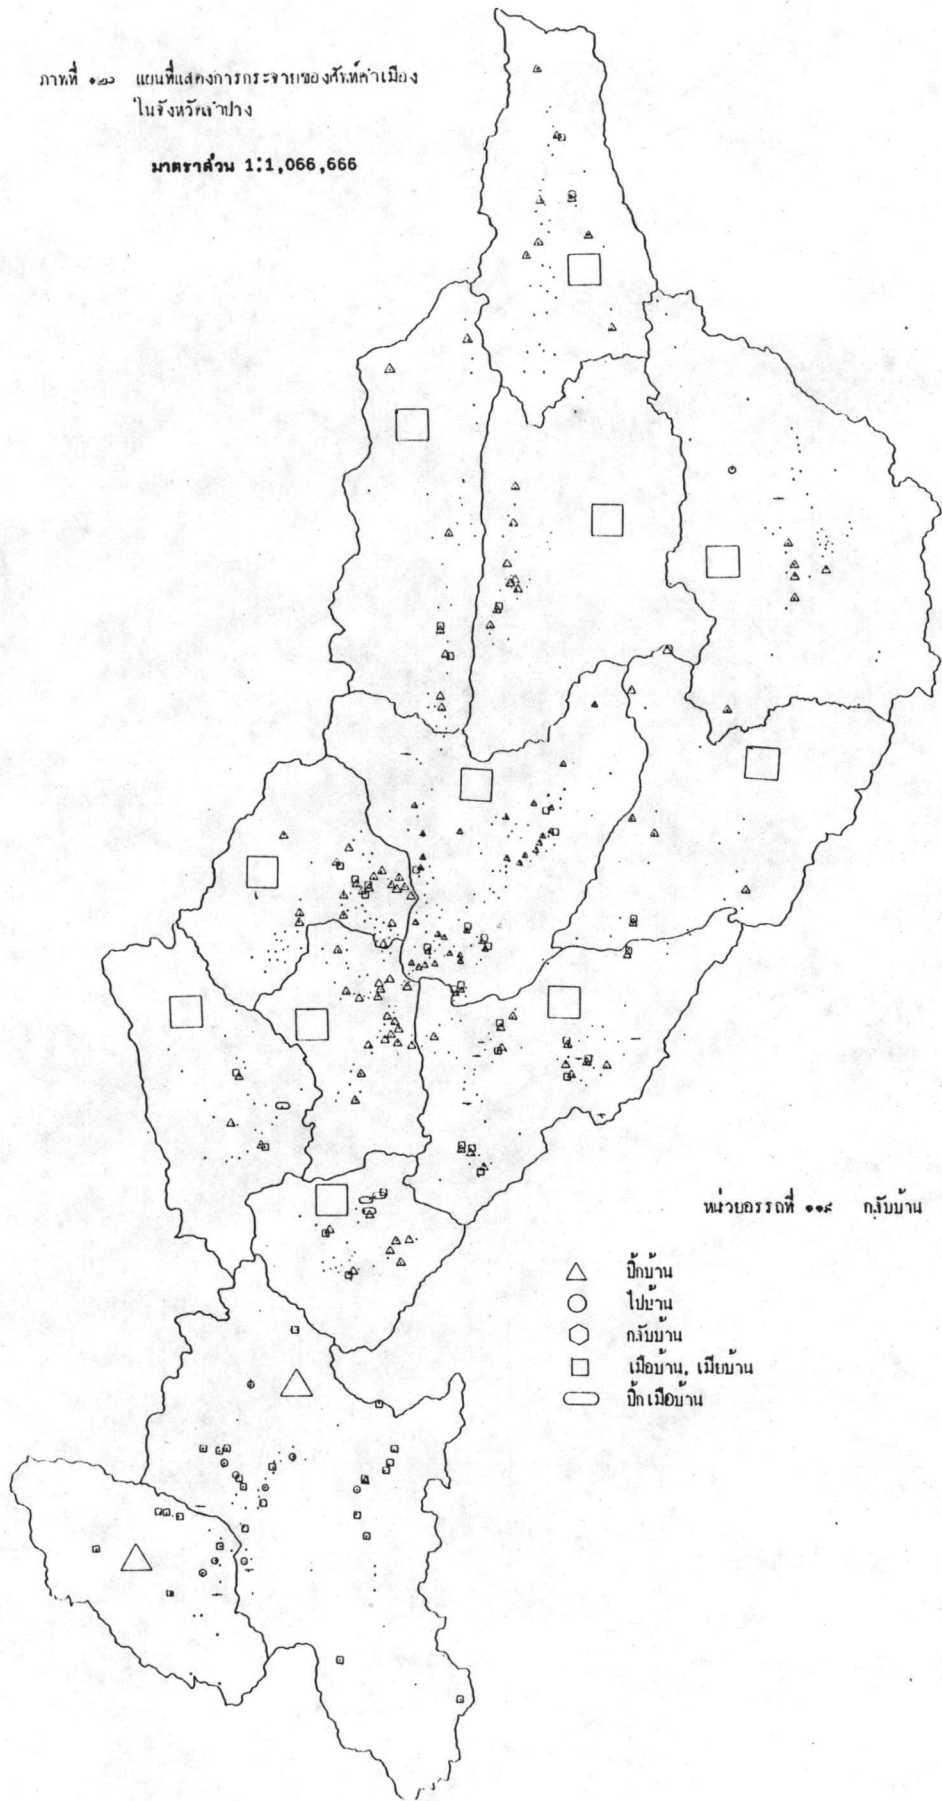 ภาพที่ ๑๒๖ แผนที่แสดงการกระจายของศัพท์คำเมือง
ในจังหวัดลำปาง
มาตราส่วน 1:1,066,666
หน่วยอรรถที่ ๑๑๙ กลับบ้าน
ปิ๊กบ้าน
ไปบ้าน
กลับบ้าน
เมือบ้าน, เมียบ้าน
ปิ๊กเมือบ้าน